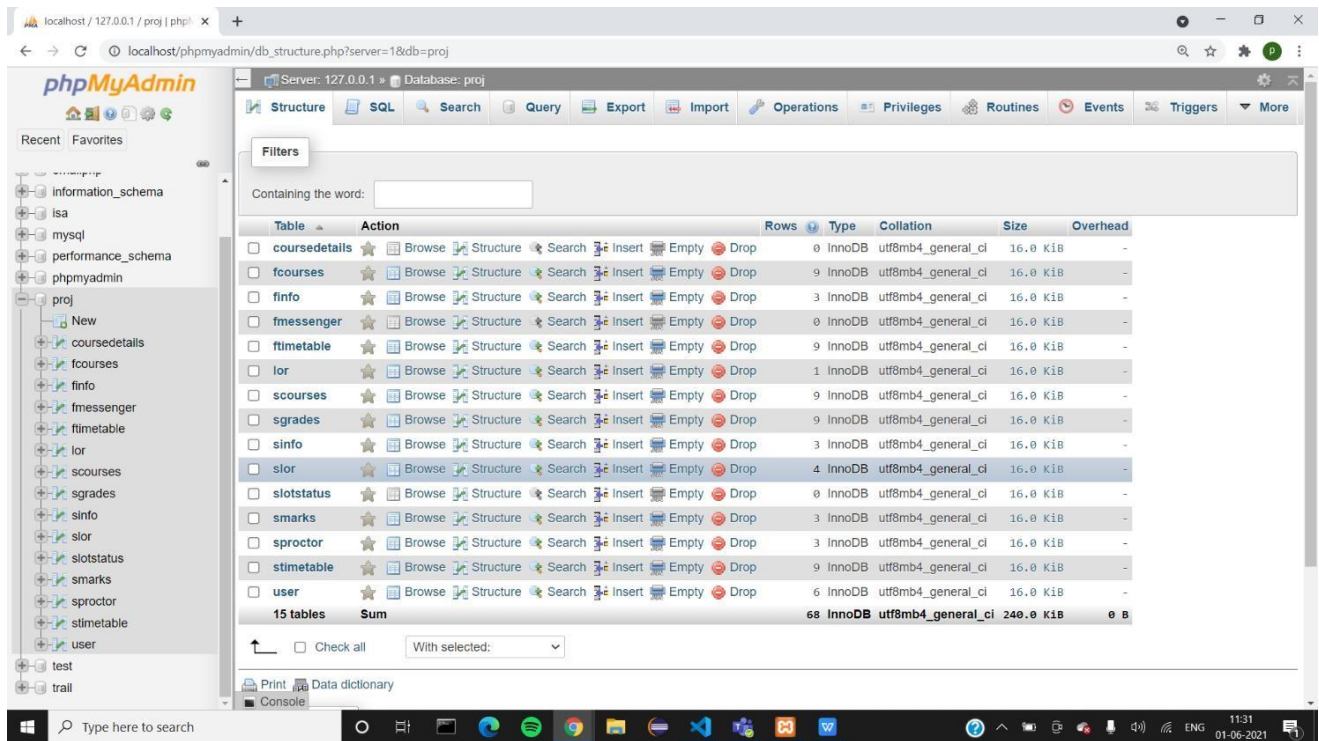 localhost / 127.0.0.1 / proj | php
localhost/phpmyadmin/db_structure.php?server=1&db=proj
p
phpMyAdmin
Recent Favorites
information_schema
isa
mysql
performance_schema
phpmyadmin
proj
New
coursedetails
fcourses
finfo
fmessenger
ftimetable
lor
scourses
sgrades
sinfo
slor
slotstatus
smarks
sproctor
stimetable
user
test
trail
Server: 127.0.0.1 » Database: proj
Structure SQL Search Query Export Import Operations Privileges Routines Events Triggers More
Filters
Containing the word:
Table Action Rows Type Collation Size Overhead
coursedetails Browse Structure Search Insert Empty Drop 0 InnoDB utf8mb4_general_ci 16.0 KiB -
fcourses Browse Structure Search Insert Empty Drop 9 InnoDB utf8mb4_general_ci 16.0 KiB -
finfo Browse Structure Search Insert Empty Drop 3 InnoDB utf8mb4_general_ci 16.0 KiB -
fmessenger Browse Structure Search Insert Empty Drop 0 InnoDB utf8mb4_general_ci 16.0 KiB -
ftimetable Browse Structure Search Insert Empty Drop 9 InnoDB utf8mb4_general_ci 16.0 KiB -
lor Browse Structure Search Insert Empty Drop 1 InnoDB utf8mb4_general_ci 16.0 KiB -
scourses Browse Structure Search Insert Empty Drop 9 InnoDB utf8mb4_general_ci 16.0 KiB -
sgrades Browse Structure Search Insert Empty Drop 9 InnoDB utf8mb4_general_ci 16.0 KiB -
sinfo Browse Structure Search Insert Empty Drop 3 InnoDB utf8mb4_general_ci 16.0 KiB -
slor Browse Structure Search Insert Empty Drop 4 InnoDB utf8mb4_general_ci 16.0 KiB -
slotstatus Browse Structure Search Insert Empty Drop 0 InnoDB utf8mb4_general_ci 16.0 KiB -
smarks Browse Structure Search Insert Empty Drop 3 InnoDB utf8mb4_general_ci 16.0 KiB -
sproctor Browse Structure Search Insert Empty Drop 3 InnoDB utf8mb4_general_ci 16.0 KiB -
stimetable Browse Structure Search Insert Empty Drop 9 InnoDB utf8mb4_general_ci 16.0 KiB -
user Browse Structure Search Insert Empty Drop 6 InnoDB utf8mb4_general_ci 16.0 KiB -
15 tables Sum 68 InnoDB utf8mb4_general_ci 240.0 KiB 0 B
Check all With selected:
Print Data dictionary
Console
Type here to search
ENG
11:31
01-06-2021